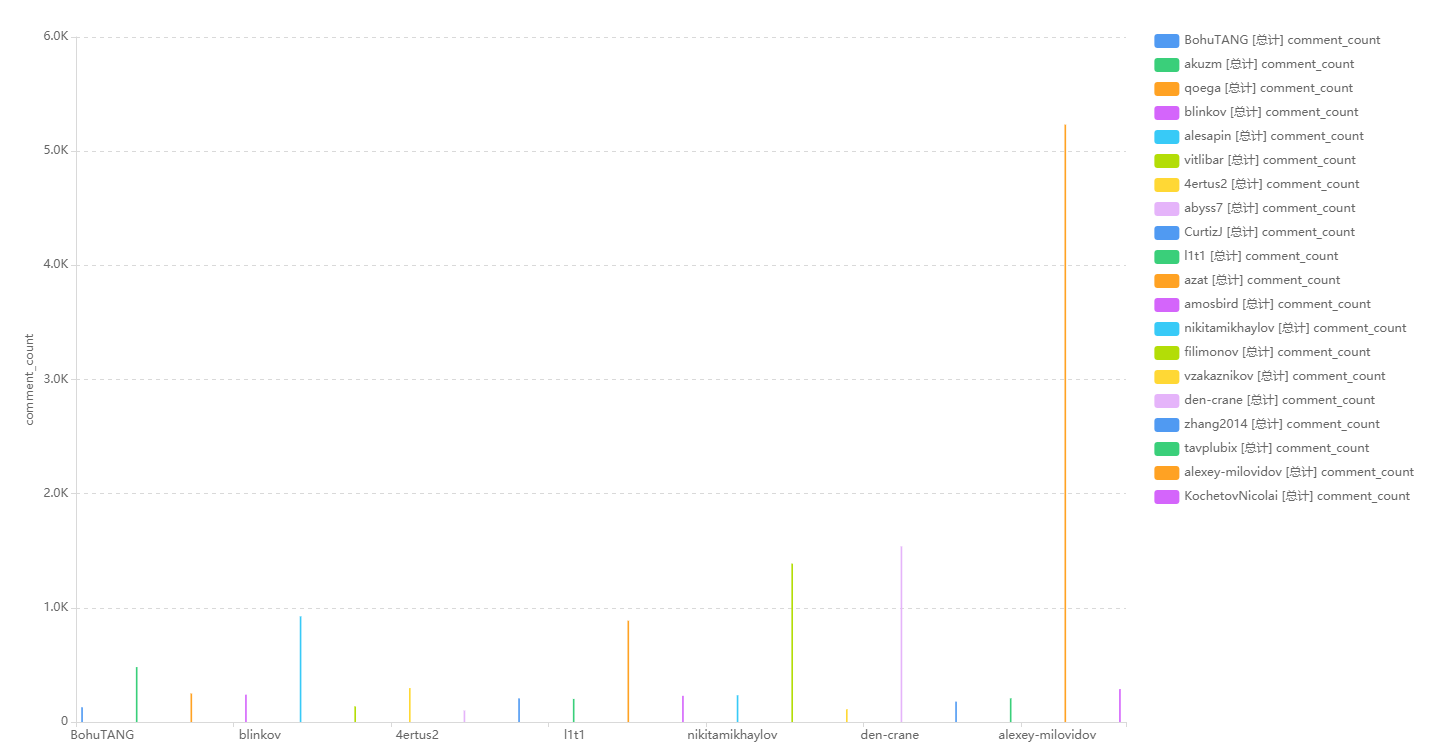 6.0K
5.0K
4.0K
3.0K
2.0K
1.0K
0
comment_count
BohuTANG
blinkov
4ertus2
l1t1
nikitamikhaylov
den-crane
alexey-milovidov
BohuTANG [总计] comment_count
akuzm [总计] comment_count
qoega [总计] comment_count
blinkov [总计] comment_count
alesapin [总计] comment_count
vitlibar [总计] comment_count
4ertus2 [总计] comment_count
abyss7 [总计] comment_count
CurtizJ [总计] comment_count
l1t1 [总计] comment_count
azat [总计] comment_count
amosbird [总计] comment_count
nikitamikhaylov [总计] comment_count
filimonov [总计] comment_count
vzakaznikov [总计] comment_count
den-crane [总计] comment_count
zhang2014 [总计] comment_count
tavplubix [总计] comment_count
alexey-milovidov [总计] comment_count
KochetovNicolai [总计] comment_count